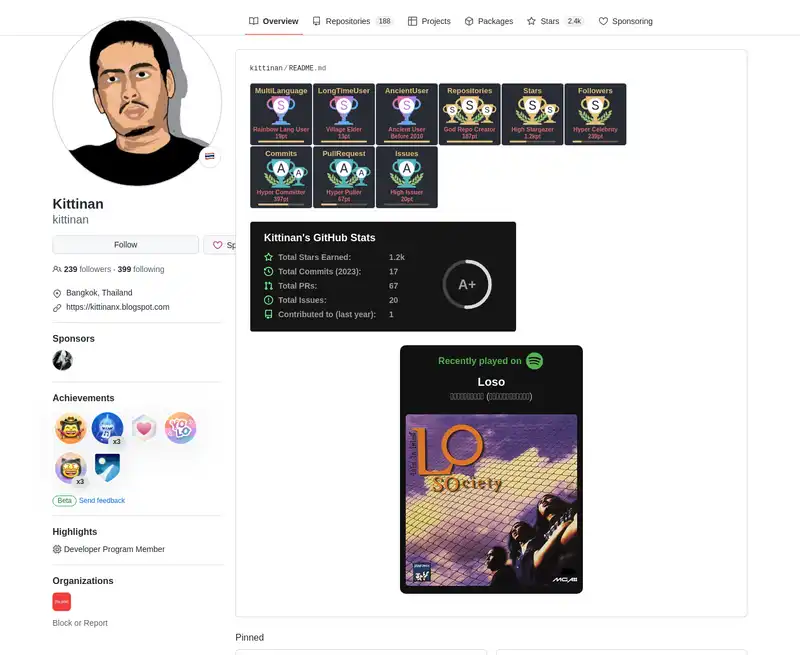 Overview
Repositories 188
Projects
Packages
Stars 2.4k
Sponsoring
kittinan/README.md
MultiLanguage
Rainbow Lang User
19pt
LongTimeUser
Village Elder
13pt
AncientUser
Ancient User
Before 2010
Repositories
God Repo Creator
187pt
Stars
High Stargazer
1.2kpt
Followers
Hyper Celebrity
239pt
S
S
S
S S S
S
S
Commits
Hyper Committer
397pt
PullRequest
Hyper Puller
67pt
Issues
High Issuer
20pt
A A
A A
A
Kittinan
kittinan
Follow
Sp
239 followers · 399 following
Bangkok, Thailand
https://kittinanx.blogspot.com
Sponsors
Achievements
x3
YOLO
x3
Beta Send feedback
Highlights
Developer Program Member
Organizations
Block or Report
Kittinan's GitHub Stats
Total Stars Earned: 1.2k
Total Commits (2023): 17
Total PRs: 67
Total Issues: 20
Contributed to (last year): 1
A+
Recently played on
Loso
LO
SOciety
MCA
Pinned